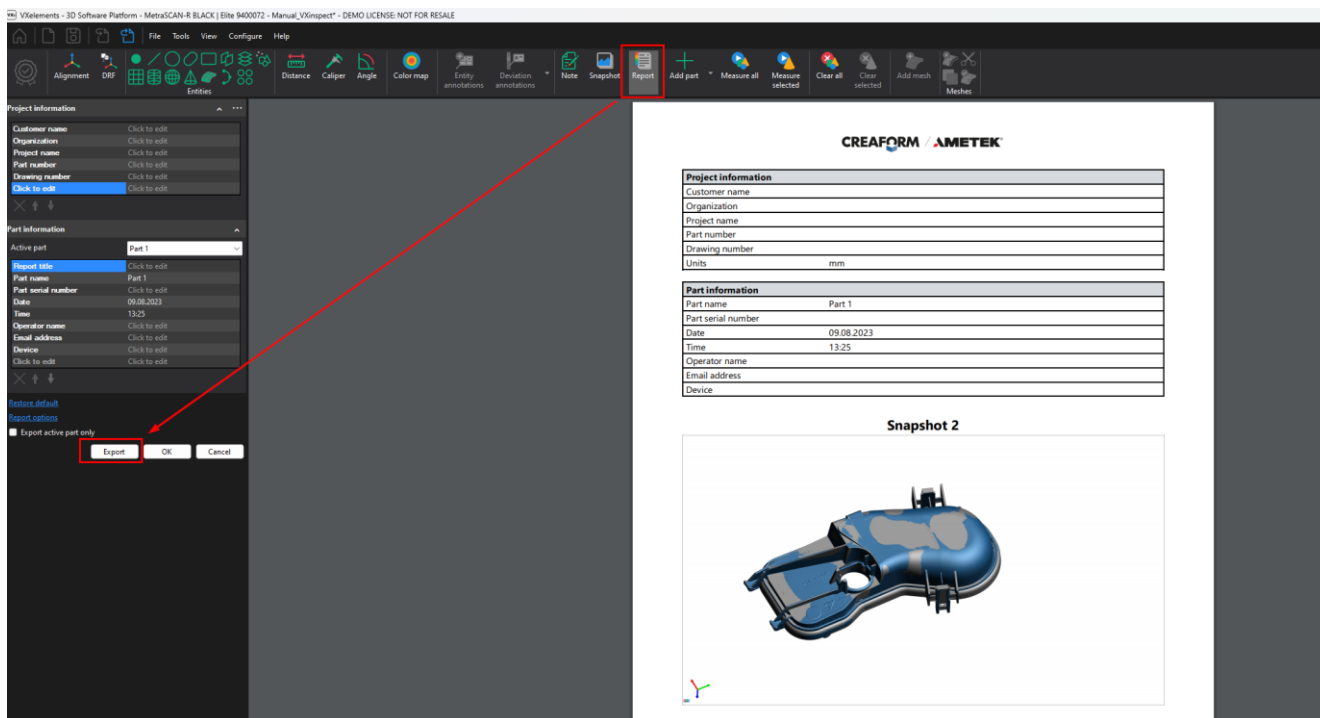 VXelements - 3D Software Platform - MetraSCAN-R BLACK | Elite 9400072 - Manual_VXinspect* - DEMO LICENSE: NOT FOR RESALE
File Tools View Configure Help
Alignment DRF Entities Distance Caliper Angle Color map Entity annotations Deviation annotations Note Snapshot Report Add part Measure all Measure selected Clear all Clear selected Add mesh Meshes
Project information
Customer name Click to edit
Organization Click to edit
Project name Click to edit
Part number Click to edit
Drawing number Click to edit
Click to edit Click to edit
Part information
Active part Part 1
Report title Click to edit
Part name Part 1
Part serial number Click to edit
Date 09.08.2023
Time 13:25
Operator name Click to edit
Email address Click to edit
Device Click to edit
Click to edit Click to edit
Restore default
Report options
Export active part only
Export OK Cancel
CREAFORM / AMETEK
Project information
Customer name
Organization
Project name
Part number
Drawing number
Units mm
Part information
Part name Part 1
Part serial number
Date 09.08.2023
Time 13:25
Operator name
Email address
Device
Snapshot 2